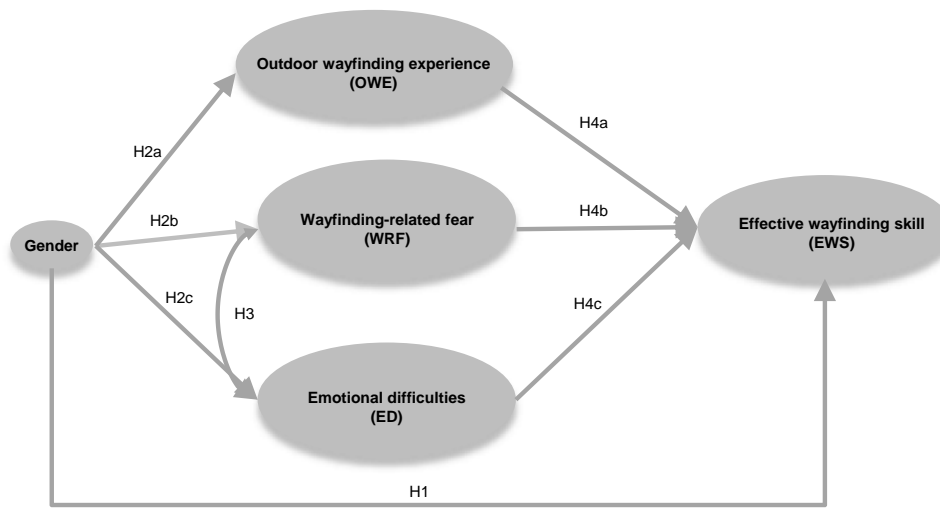 Outdoor wayfinding experience
(OWE)
H4a
H2a
H2b
Wayfinding-related fear
(WRF)
H4b
Effective wayfinding skill
(EWS)
Gender
H2c
H3
H4c
Emotional difficulties
(ED)
H1